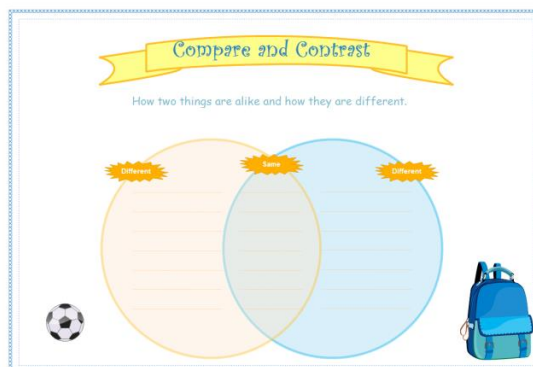 Compare and Contrast
How two things are alike and how they are different.
Different
Same
Different